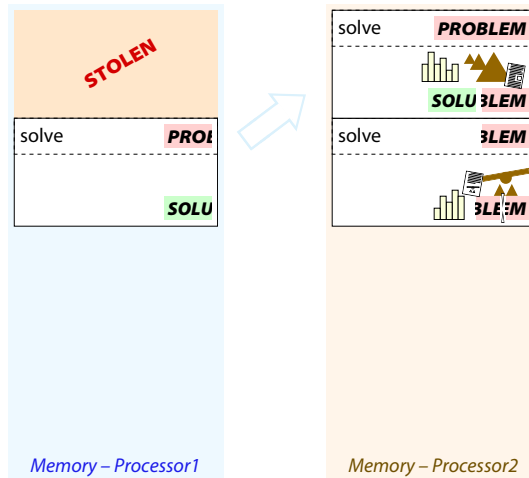 STOLEN
solve PROB
SOLU
Memory – Processor1
solve PROBLEM
SOLU BLEM
solve BLEM
BLEM
Memory – Processor2